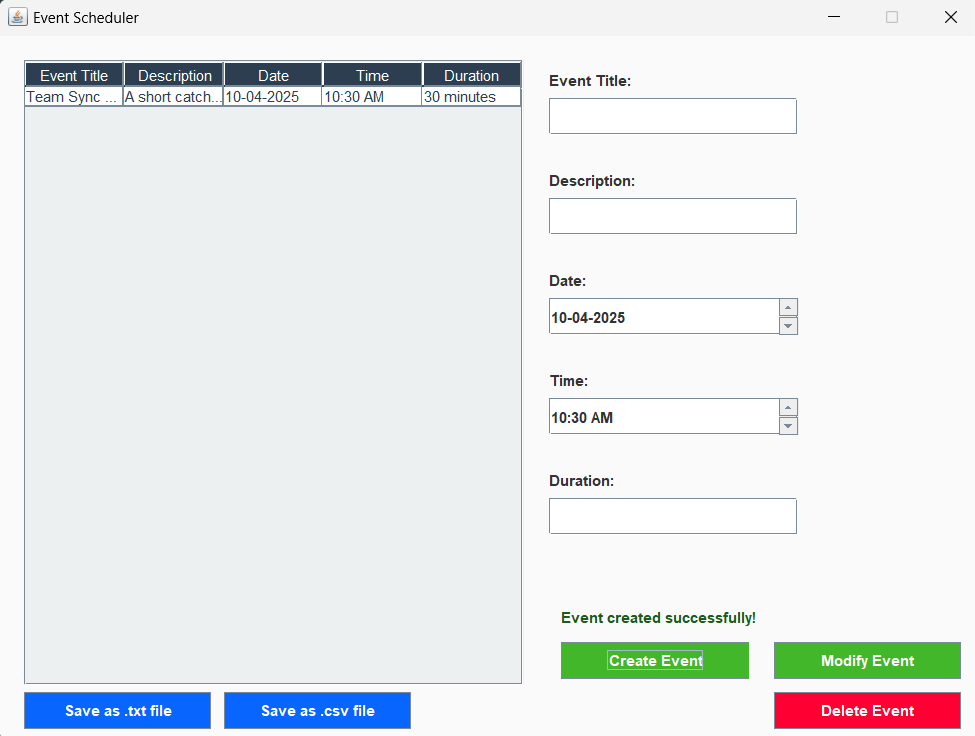 Event Scheduler
Event Title Description Date Time Duration
Team Sync ... A short catch... 10-04-2025 10:30 AM 30 minutes
Event Title:
Description:
Date:
10-04-2025
Time:
10:30 AM
Duration:
Event created successfully!
Create Event Modify Event
Save as .txt file Save as .csv file Delete Event